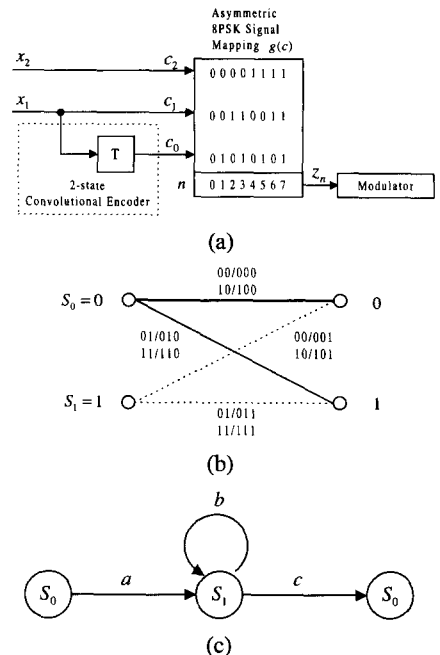 Asymmetric
8PSK Signal
Mapping g(c)
x₂ c₂ 0 0 0 0 1 1 1 1
x₁ c₁ 0 0 1 1 0 0 1 1
T c₀ 0 1 0 1 0 1 0 1
2-state
Convolutional Encoder
n 0 1 2 3 4 5 6 7 Zₙ Modulator
(a)
00/000
10/100
S₀ = 0 0
01/010 00/001
11/110 10/101
S₁ = 1 1
01/011
11/111
(b)
b
S₀ a S₁ c S₀
(c)